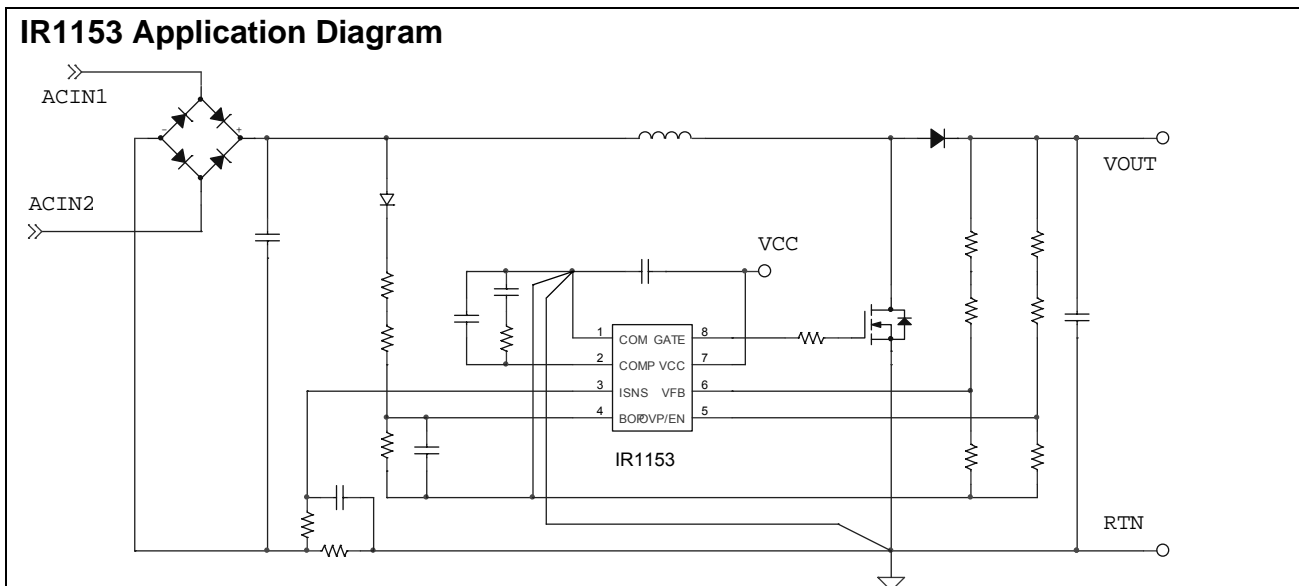 IR1153 Application Diagram
ACIN1
- +
VOUT
ACIN2
VCC
1 COM GATE 8
2 COMP VCC 7
3 ISNS VFB 6
4 BOP OVP/EN 5
IR1153
RTN